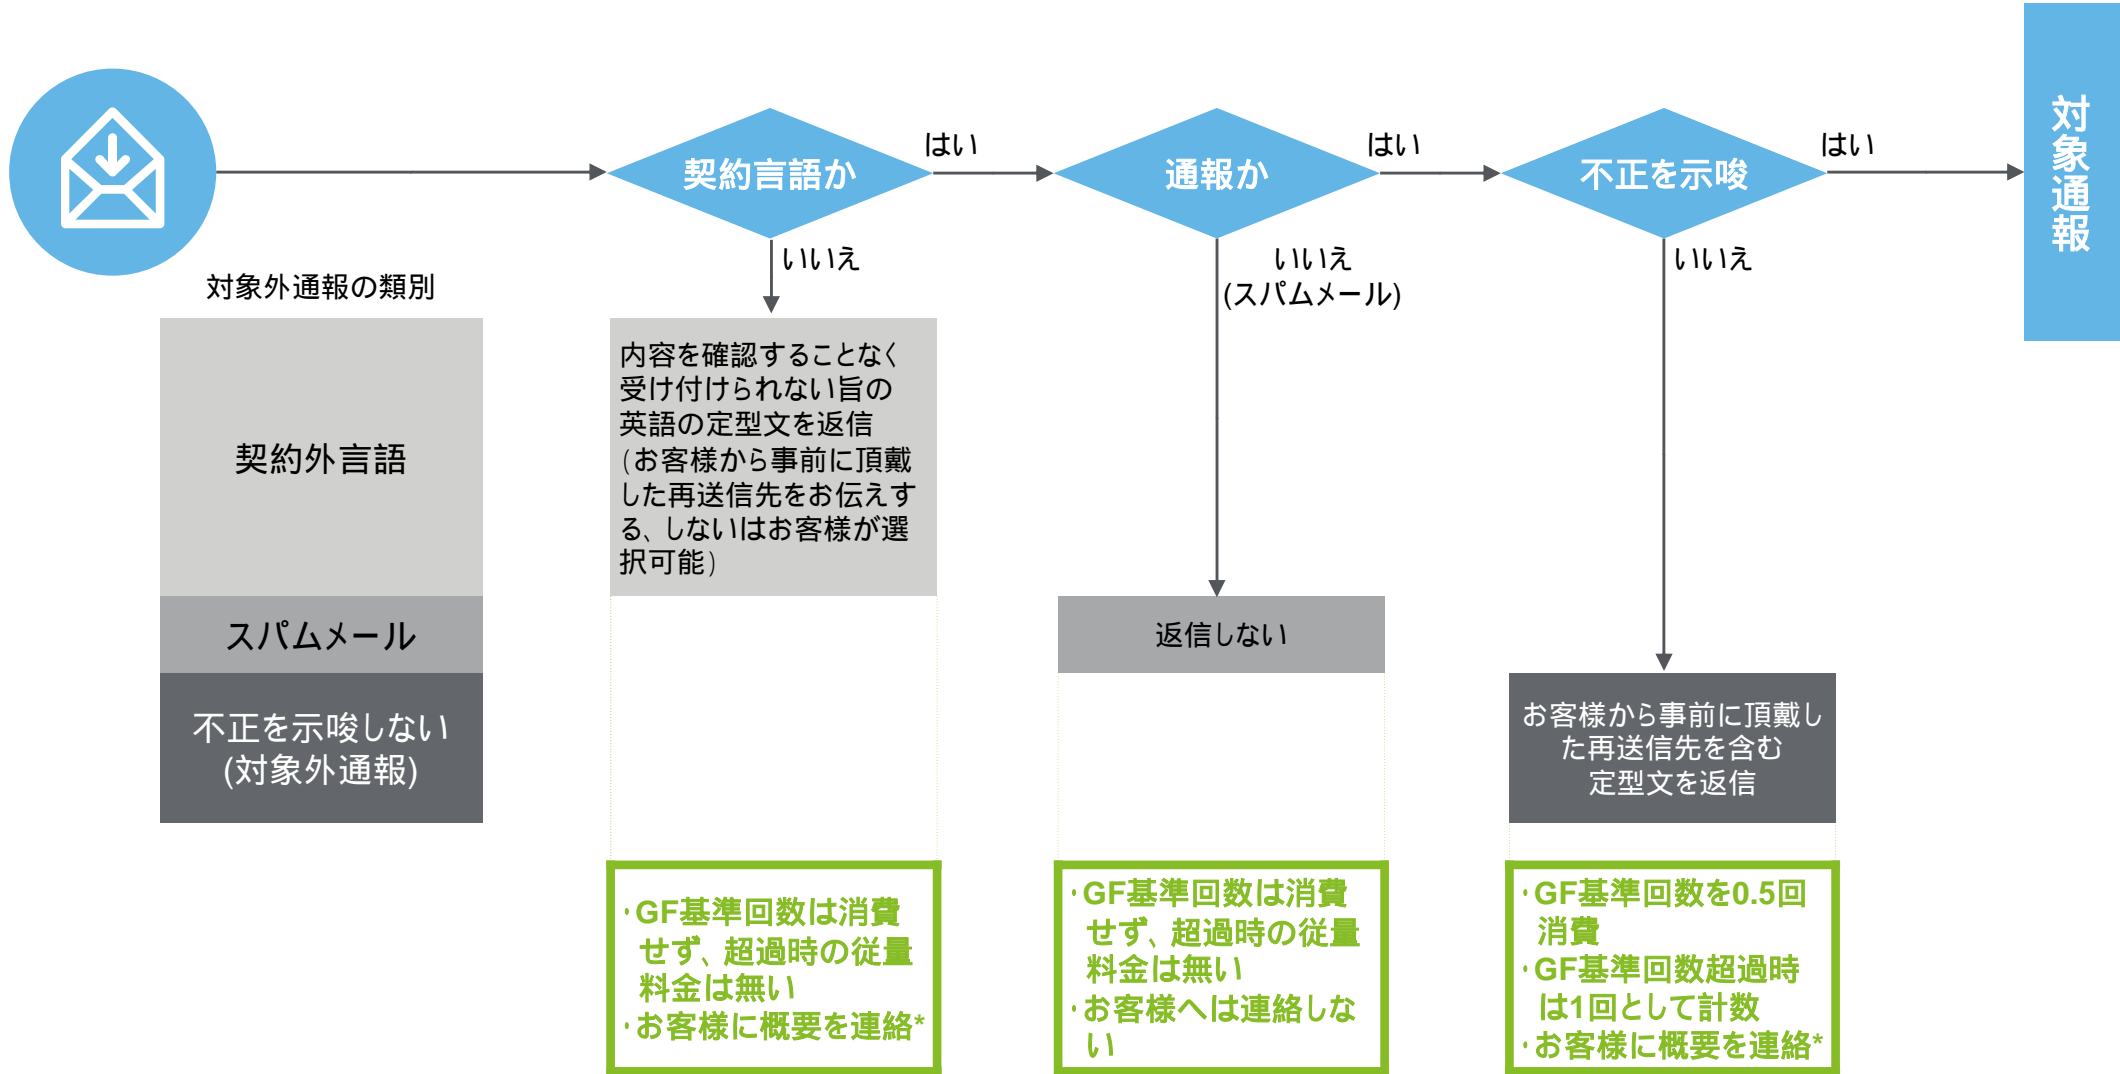 契約言語か
はい
通報か
はい
不正を示唆
はい
対象通報
いいえ
いいえ
(スパムメール)
いいえ
対象外通報の類別
契約外言語
スパムメール
不正を示唆しない
(対象外通報)
内容を確認することなく
受け付けられない旨の
英語の定型文を返信
(お客様から事前に頂戴
した再送信先をお伝えす
る、しないはお客様が選
択可能)
返信しない
お客様から事前に頂戴し
た再送信先を含む
定型文を返信
・GF基準回数は消費
せず、超過時の従量
料金は無い
・お客様に概要を連絡*
・GF基準回数は消費
せず、超過時の従量
料金は無い
・お客様へは連絡しな
い
・GF基準回数を0.5回
消費
・GF基準回数超過時
は1回として計数
・お客様に概要を連絡*